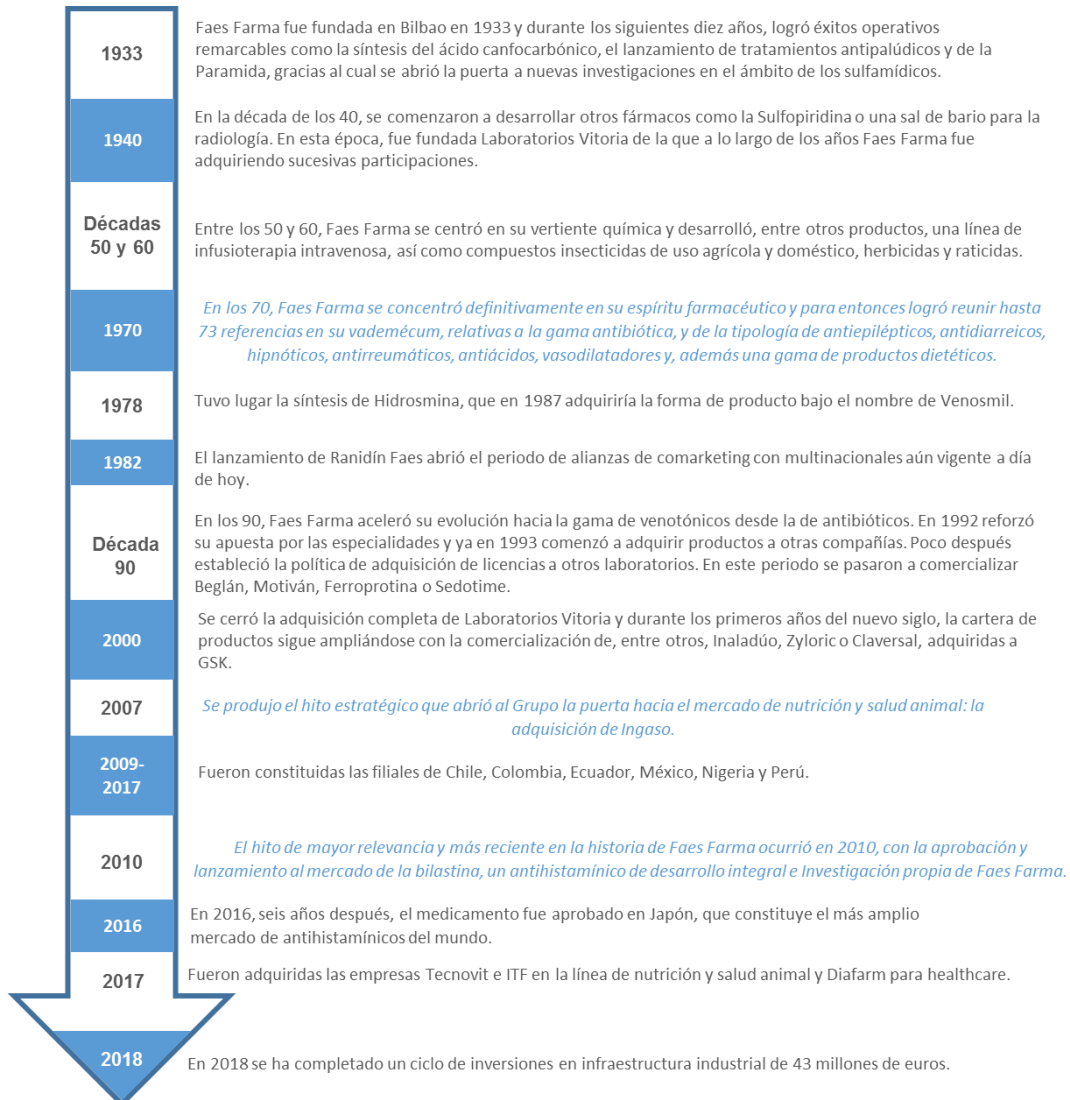 1933
Faes Farma fue fundada en Bilbao en 1933 y durante los siguientes diez años, logró éxitos operativos
remarcables como la síntesis del ácido canfocarbónico, el lanzamiento de tratamientos antipalúdicos y de la
Paramida, gracias al cual se abrió la puerta a nuevas investigaciones en el ámbito de los sulfamídicos.
1940
En la década de los 40, se comenzaron a desarrollar otros fármacos como la Sulfopiridina o una sal de bario para la
radiología. En esta época, fue fundada Laboratorios Vitoria de la que a lo largo de los años Faes Farma fue
adquiriendo sucesivas participaciones.
Décadas
50 y 60
Entre los 50 y 60, Faes Farma se centró en su vertiente química y desarrolló, entre otros productos, una línea de
infusioterapia intravenosa, así como compuestos insecticidas de uso agrícola y doméstico, herbicidas y raticidas.
1970
En los 70, Faes Farma se concentró definitivamente en su espíritu farmacéutico y para entonces logró reunir hasta
73 referencias en su vademécum, relativas a la gama antibiótica, y de la tipología de antiepilépticos, antidiarreicos,
hipnóticos, antirreumáticos, antiácidos, vasodilatadores y, además una gama de productos dietéticos.
1978
Tuvo lugar la síntesis de Hidrosmina, que en 1987 adquiriría la forma de producto bajo el nombre de Venosmil.
1982
El lanzamiento de Ranidín Faes abrió el periodo de alianzas de comarketing con multinacionales aún vigente a día
de hoy.
Década
90
En los 90, Faes Farma aceleró su evolución hacia la gama de venotónicos desde la de antibióticos. En 1992 reforzó
su apuesta por las especialidades y ya en 1993 comenzó a adquirir productos a otras compañías. Poco después
estableció la política de adquisición de licencias a otros laboratorios. En este periodo se pasaron a comercializar
Beglán, Motiván, Ferroprotina o Sedotime.
2000
Se cerró la adquisición completa de Laboratorios Vitoria y durante los primeros años del nuevo siglo, la cartera de
productos sigue ampliándose con la comercialización de, entre otros, Inaladúo, Zyloric o Claversal, adquiridas a
GSK.
2007
Se produjo el hito estratégico que abrió al Grupo la puerta hacia el mercado de nutrición y salud animal: la
adquisición de Ingaso.
2009-
2017
Fueron constituidas las filiales de Chile, Colombia, Ecuador, México, Nigeria y Perú.
2010
El hito de mayor relevancia y más reciente en la historia de Faes Farma ocurrió en 2010, con la aprobación y
lanzamiento al mercado de la bilastina, un antihistamínico de desarrollo integral e Investigación propia de Faes Farma.
2016
En 2016, seis años después, el medicamento fue aprobado en Japón, que constituye el más amplio
mercado de antihistamínicos del mundo.
2017
Fueron adquiridas las empresas Tecnovit e ITF en la línea de nutrición y salud animal y Diafarm para healthcare.
2018
En 2018 se ha completado un ciclo de inversiones en infraestructura industrial de 43 millones de euros.